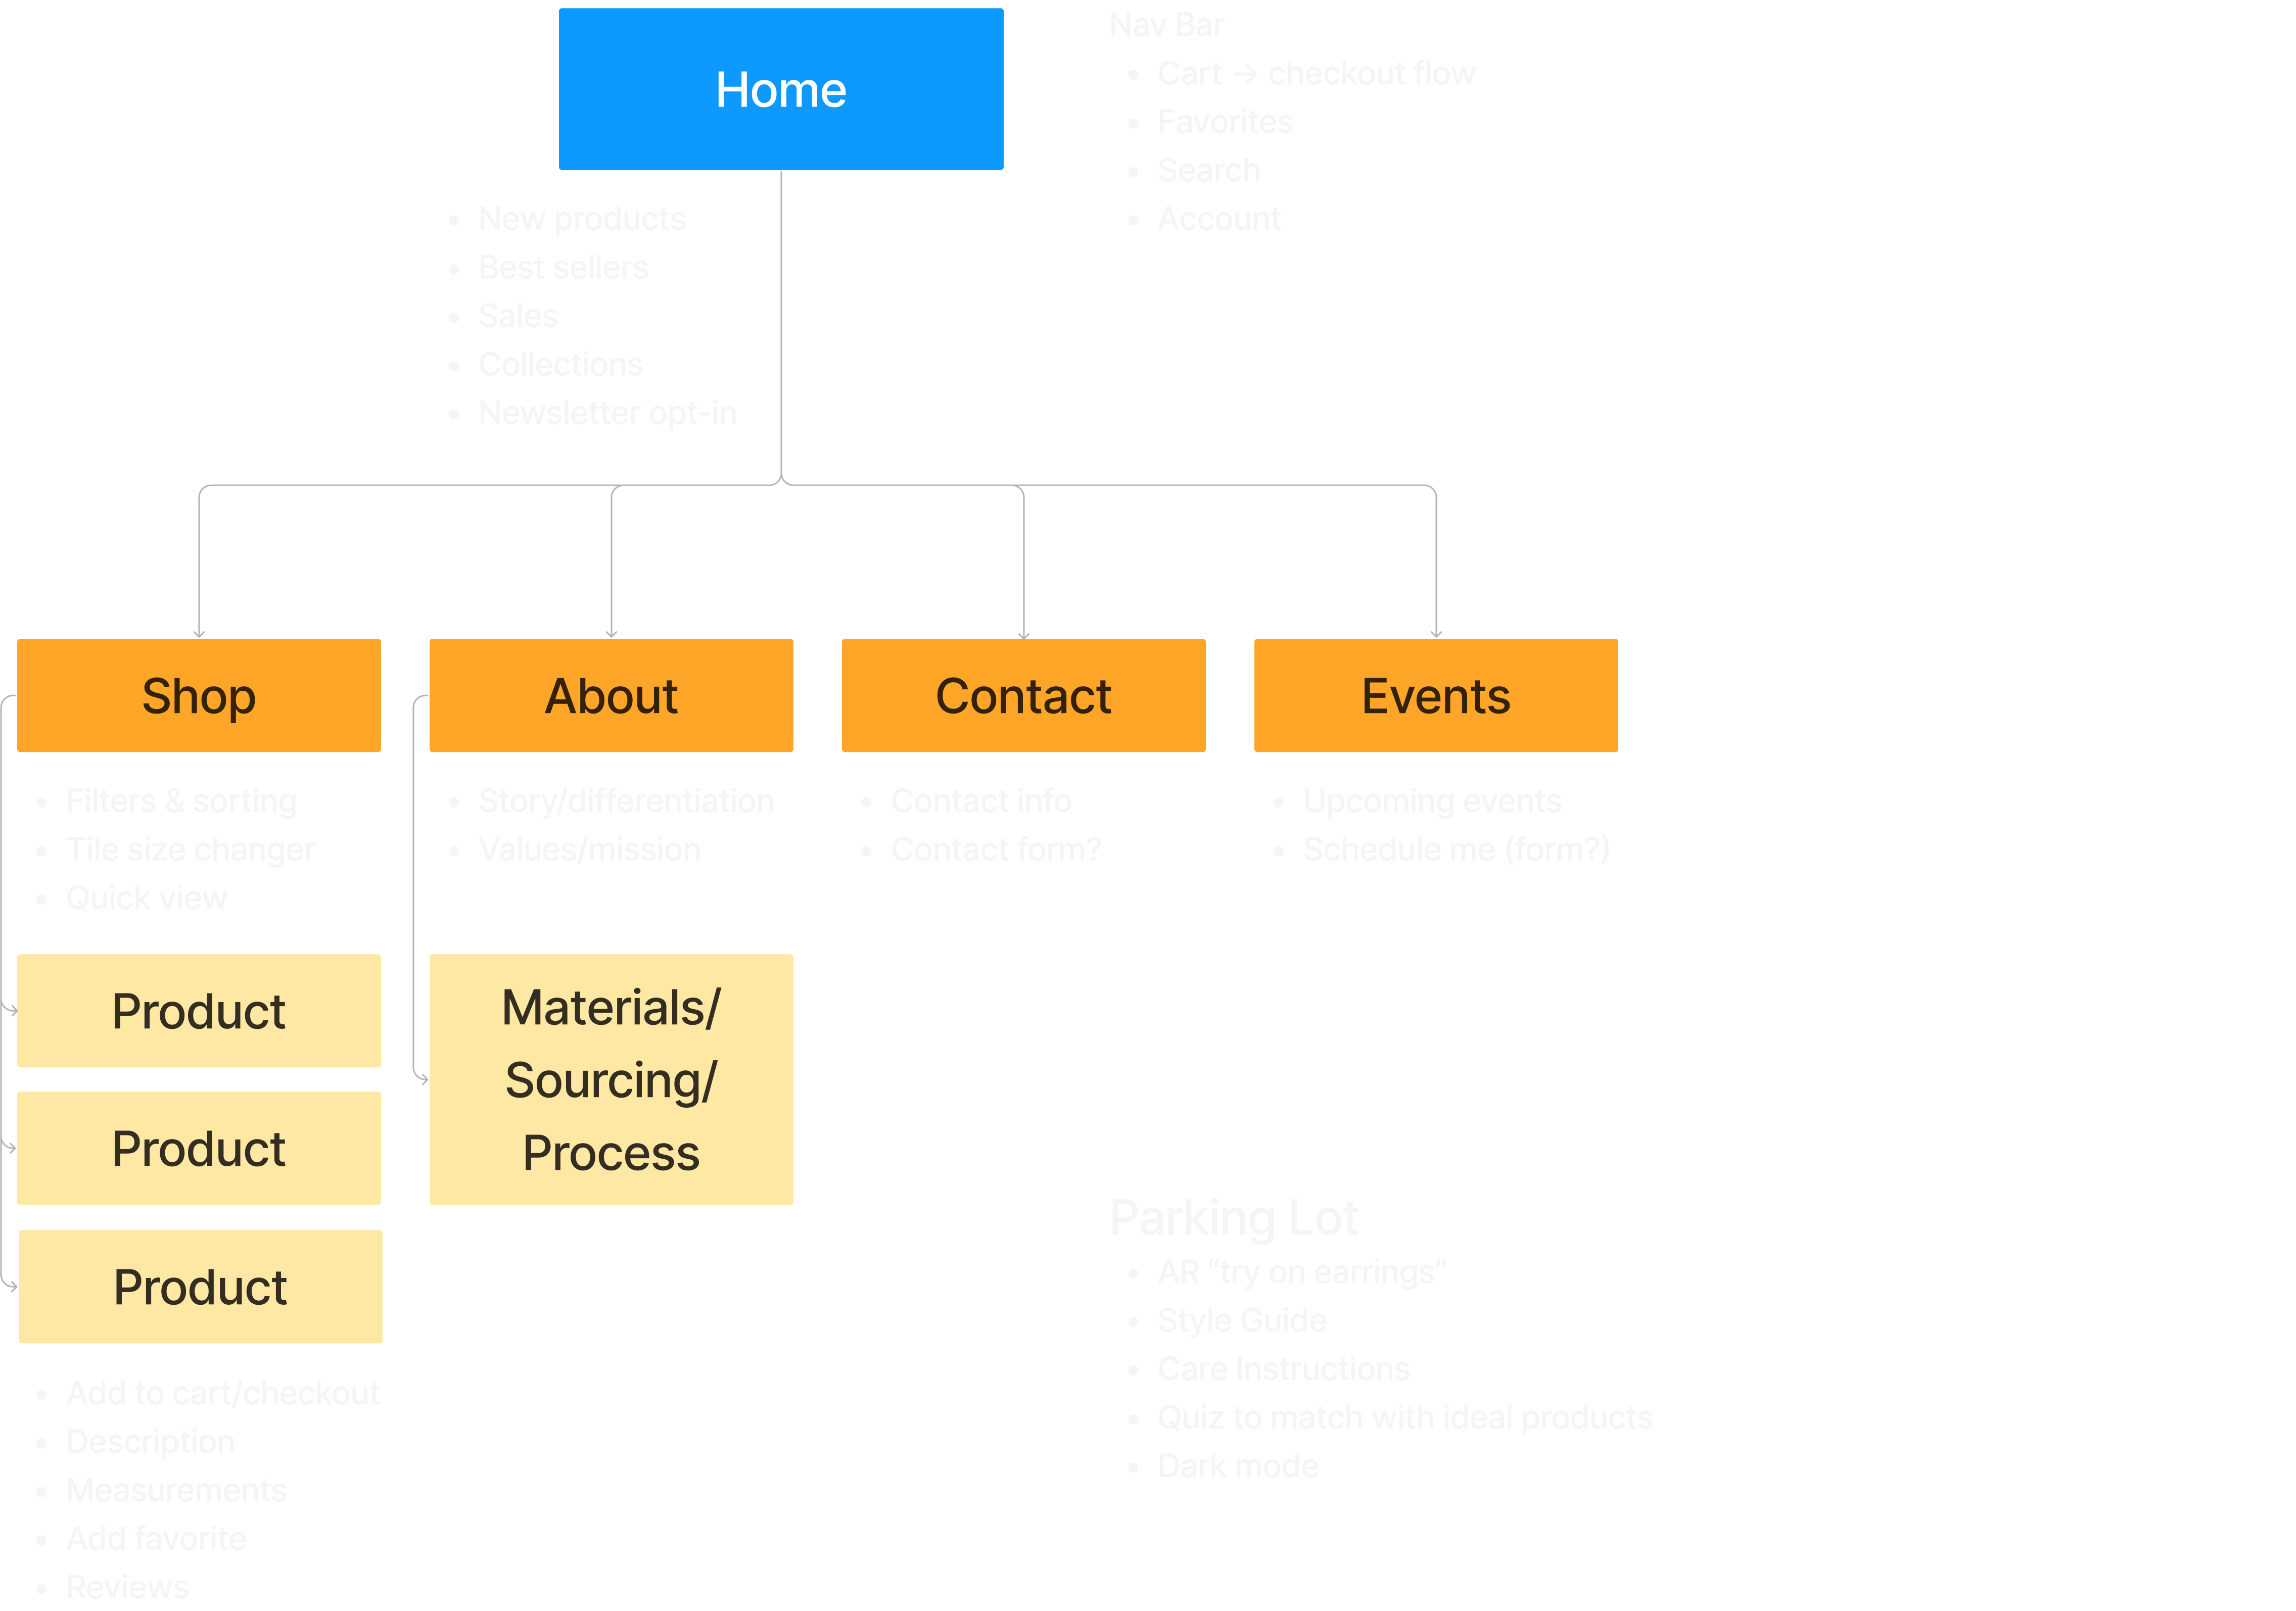 Home
Nav Bar
• Cart → checkout flow
• Favorites
• Search
• Account
• New products
• Best sellers
• Sales
• Collections
• Newsletter opt-in
Shop
About
Contact
Events
• Filters & sorting
• Tile size changer
• Quick view
• Story/differentiation
• Values/mission
• Contact info
• Contact form?
• Upcoming events
• Schedule me (form?)
Product
Product
Product
Materials/
Sourcing/
Process
• Add to cart/checkout
• Description
• Measurements
• Add favorite
• Reviews
Parking Lot
• AR “try on earrings”
• Style Guide
• Care Instructions
• Quiz to match with ideal products
• Dark mode